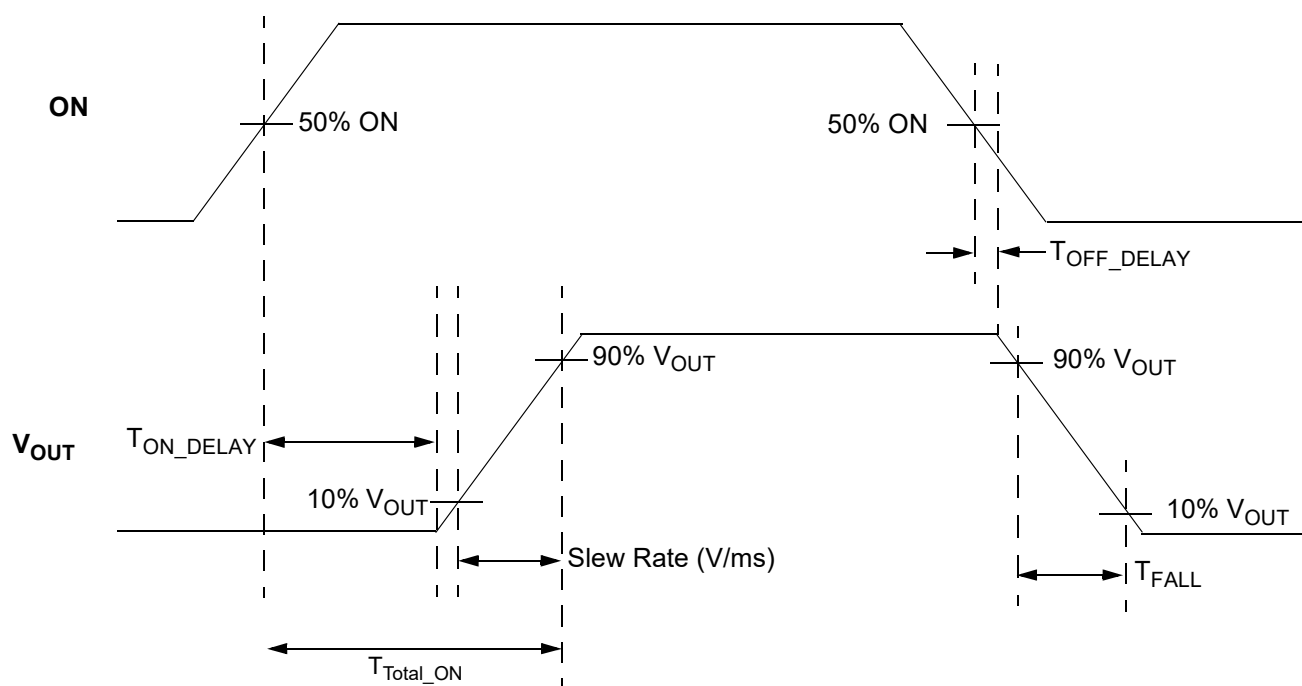 ON
50% ON
50% ON
T_OFF_DELAY
90% V_OUT
90% V_OUT
V_OUT
T_ON_DELAY
10% V_OUT
10% V_OUT
Slew Rate (V/ms)
T_FALL
T_Total_ON